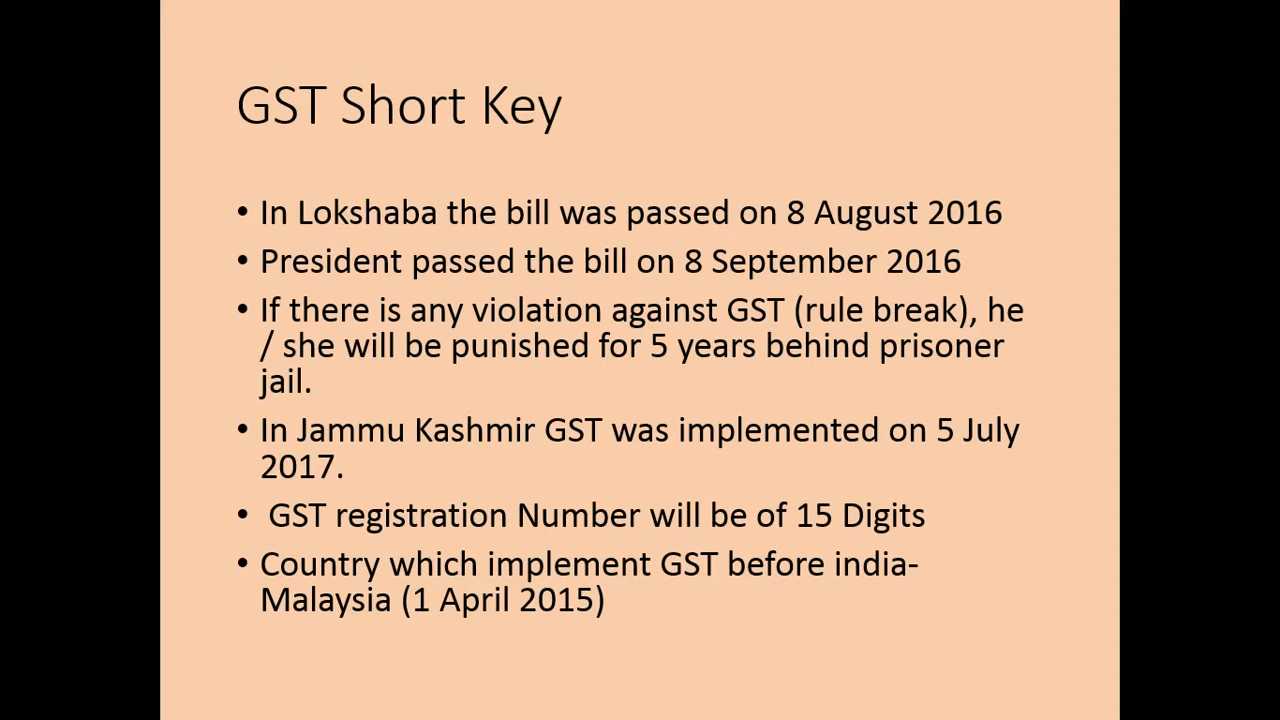 GST Short Key
• In Lokshaba the bill was passed on 8 August 2016
• President passed the bill on 8 September 2016
• If there is any violation against GST (rule break), he
/ she will be punished for 5 years behind prisoner
jail.
• In Jammu Kashmir GST was implemented on 5 July
2017.
• GST registration Number will be of 15 Digits
• Country which implement GST before india-
Malaysia (1 April 2015)